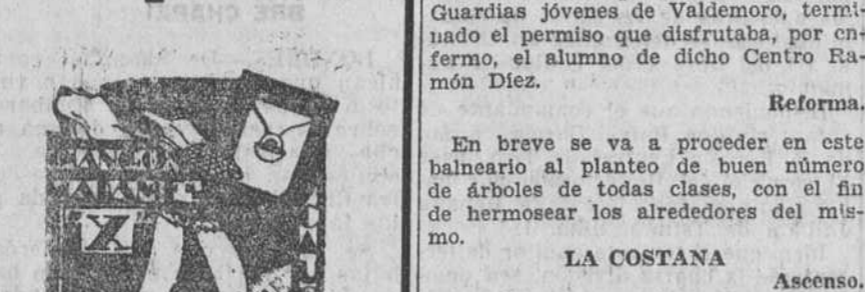 Guardias jóvenes de Valdemoro, termi-
nado el permiso que disfrutaba, por en-
fermo, el alumno de dicho Centro Ra-
món Díez.
Reforma.
En breve se va a proceder en este
balneario al planteo de buen número
de árboles de todas clases, con el fin
de hermosear los alrededores del mis-
mo.
LA COSTANA
Ascenso.
"X"